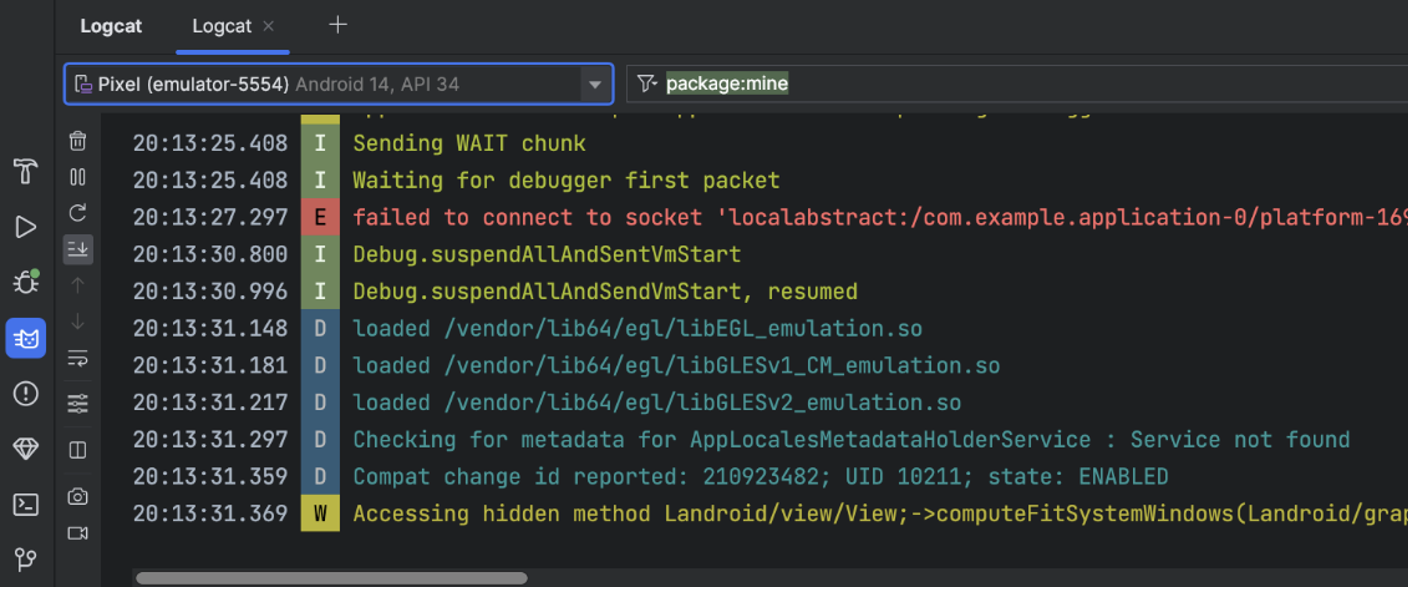 Logcat Logcat
Pixel (emulator-5554) Android 14, API 34 package:mine
20:13:25.408 I Sending WAIT chunk
20:13:25.408 I Waiting for debugger first packet
20:13:27.297 E failed to connect to socket 'localabstract:/com.example.application-0/platform-169
20:13:30.800 I Debug.suspendAllAndSentVmStart
20:13:30.996 I Debug.suspendAllAndSendVmStart, resumed
20:13:31.148 D loaded /vendor/lib64/egl/libEGL_emulation.so
20:13:31.181 D loaded /vendor/lib64/egl/libGLESv1_CM_emulation.so
20:13:31.217 D loaded /vendor/lib64/egl/libGLESv2_emulation.so
20:13:31.297 D Checking for metadata for AppLocalesMetadataHolderService : Service not found
20:13:31.359 D Compat change id reported: 210923482; UID 10211; state: ENABLED
20:13:31.369 W Accessing hidden method Landroid/view/View;->computeFitSystemWindows(Landroid/grap